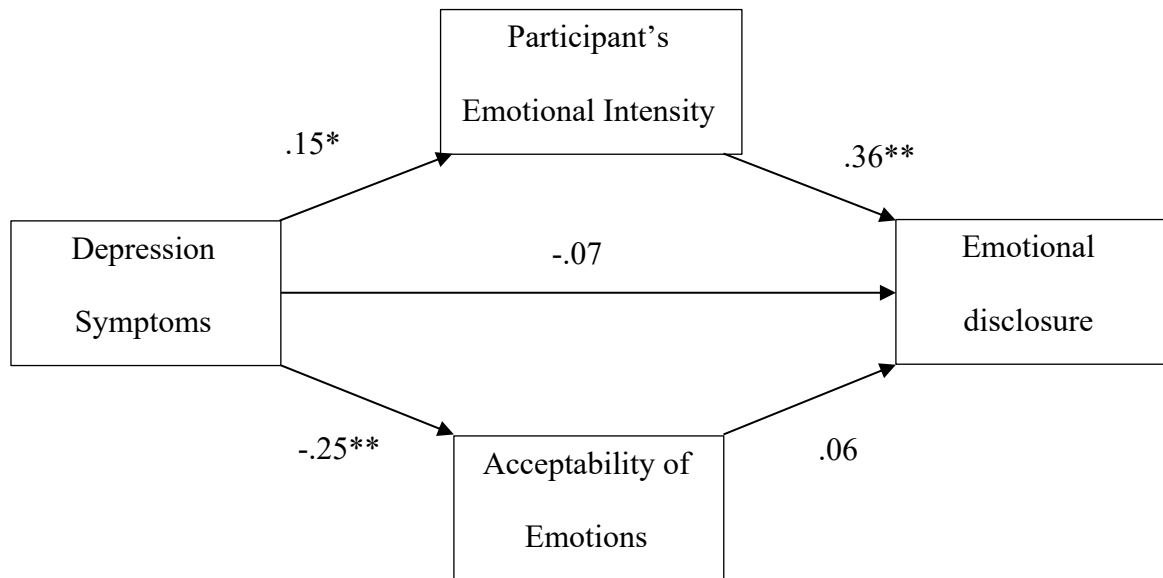 Participant’s
Emotional Intensity
.15*
.36**
Depression
Symptoms
-.07
Emotional
disclosure
-.25**
Acceptability of
Emotions
.06